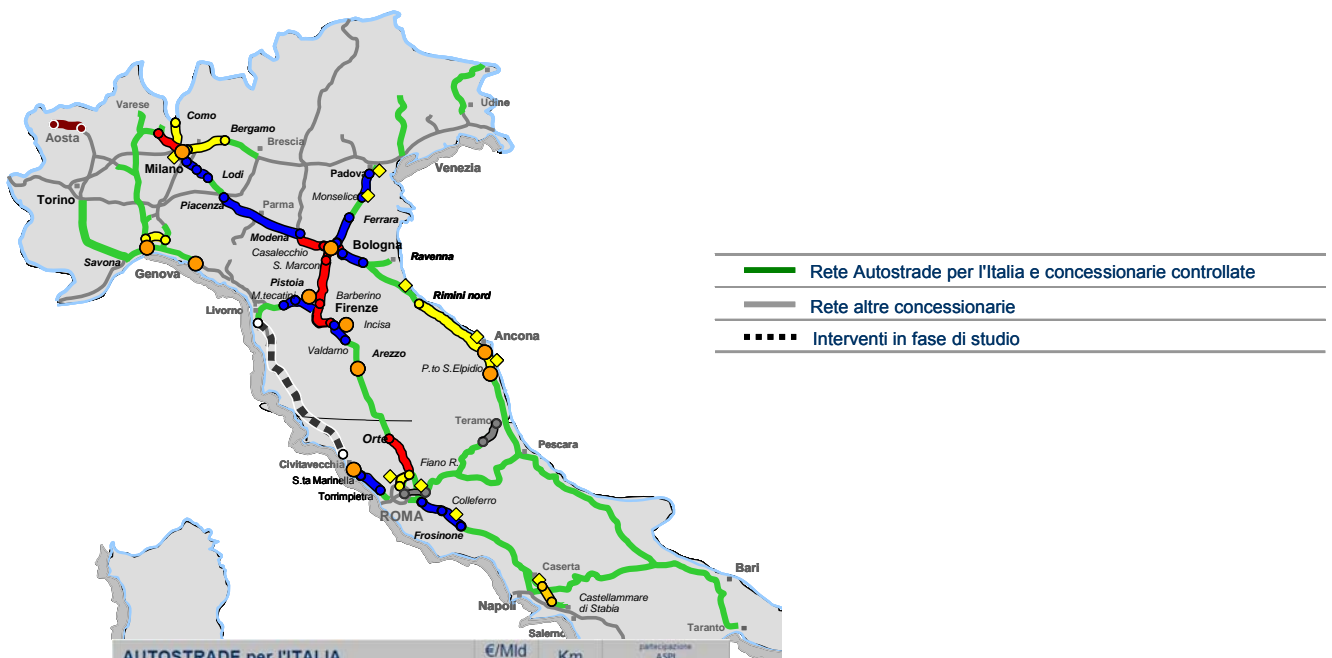 Udine
Varese
Como
Bergamo
Aosta
Brescia
Venezia
Milano
Padova
Lodi
Monselice
Torino
Piacenza
Parma
Ferrara
Modena
Bologna
Casalecchio
S. Marconi
Ravenna
Savona
Genova
Pistoia
M.tecatini
Barberino
Rimini nord
Livorno
Firenze
Incisa
Ancona
Valdarno
Arezzo
P.to S.Elpidio
Teramo
Orte
Pescara
Civitavecchia
Fiano R.
S.ta Marinella
Torrimpietra
Colleferro
ROMA
Frosinone
Caserta
Bari
Napoli
Castellammare
di Stabia
Salerno
Taranto
Rete Autostrade per l'Italia e concessionarie controllate
Rete altre concessionarie
Interventi in fase di studio
AUTOSTRADE per l'ITALIA
€/Mld
Km
partecipazione
ASPI